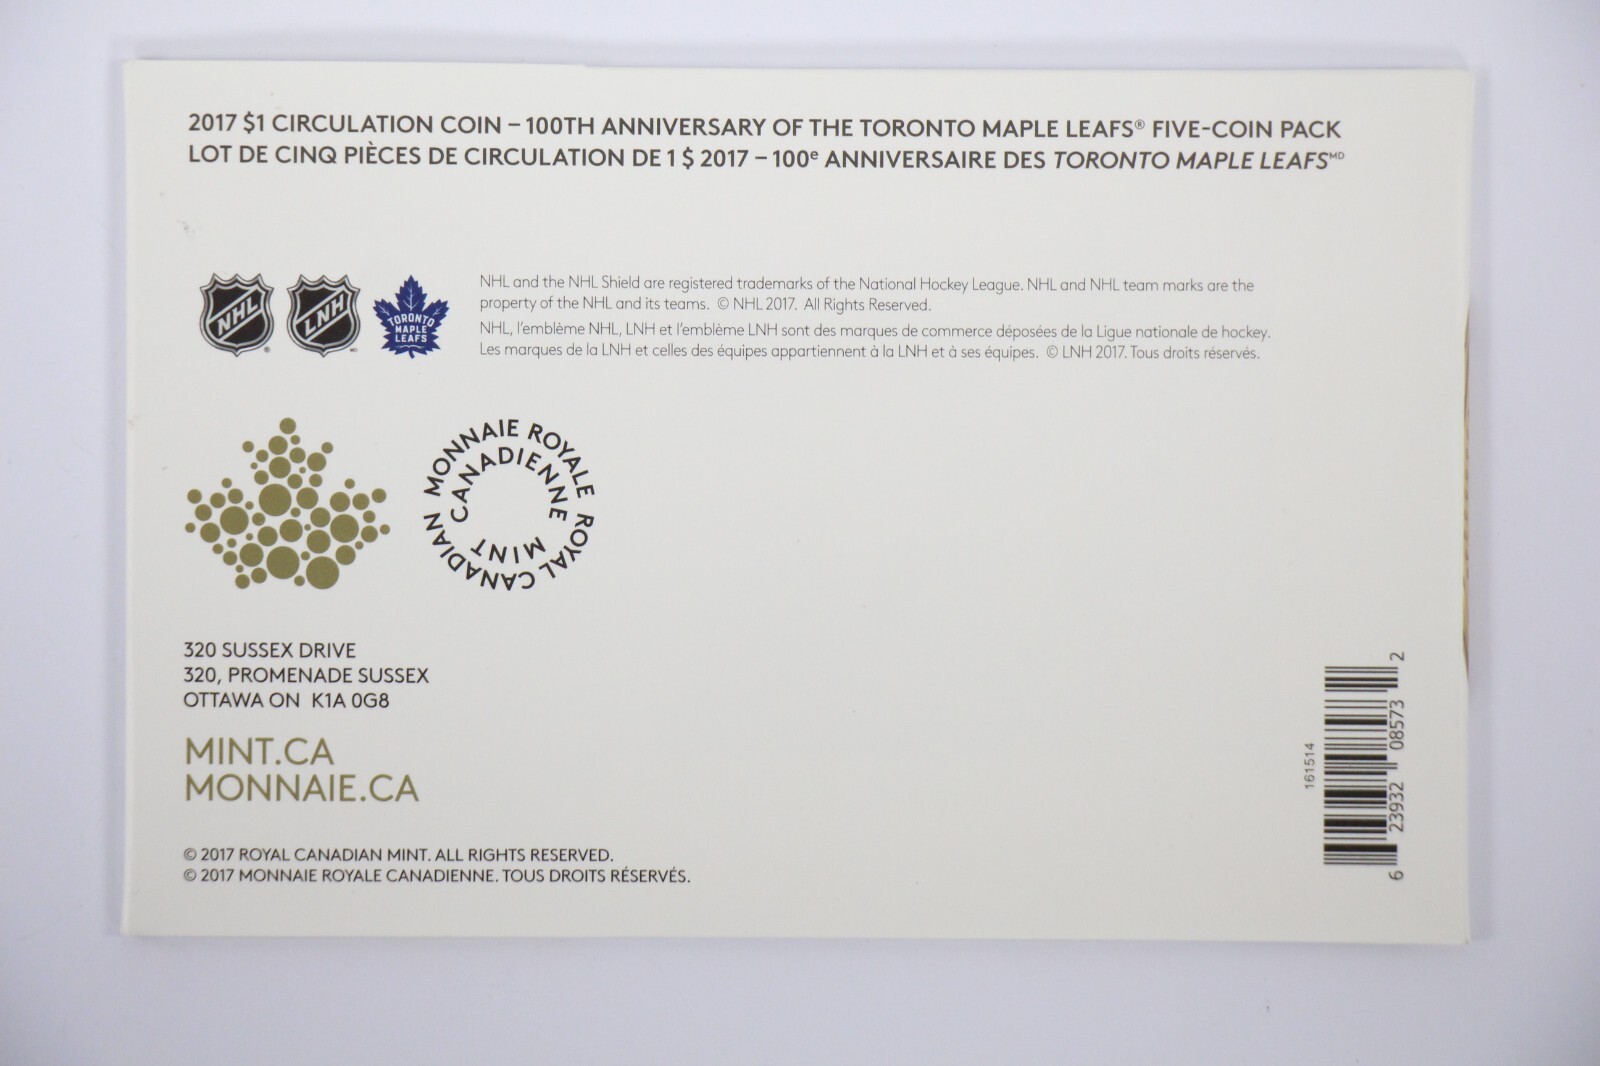 2017 $1 CIRCULATION COIN – 100TH ANNIVERSARY OF THE TORONTO MAPLE LEAFS® FIVE-COIN PACK
LOT DE CINQ PIÈCES DE CIRCULATION DE 1 $ 2017 – 100e ANNIVERSAIRE DES TORONTO MAPLE LEAFSMD
NHL ®
LNH MD
TORONTO
MAPLE
LEAFS
NHL and the NHL Shield are registered trademarks of the National Hockey League. NHL and NHL team marks are the
property of the NHL and its teams. © NHL 2017. All Rights Reserved.
NHL, l'emblème NHL, LNH et l'emblème LNH sont des marques de commerce déposées de la Ligue nationale de hockey.
Les marques de la LNH et celles des équipes appartiennent à la LNH et à ses équipes. © LNH 2017. Tous droits réservés.
MONNAIE ROYALE
CANADIENNE
ROYAL CANADIAN
MINT
320 SUSSEX DRIVE
320, PROMENADE SUSSEX
OTTAWA ON K1A 0G8
MINT.CA
MONNAIE.CA
© 2017 ROYAL CANADIAN MINT. ALL RIGHTS RESERVED.
© 2017 MONNAIE ROYALE CANADIENNE. TOUS DROITS RÉSERVÉS.
161514
6 23932 08573 2